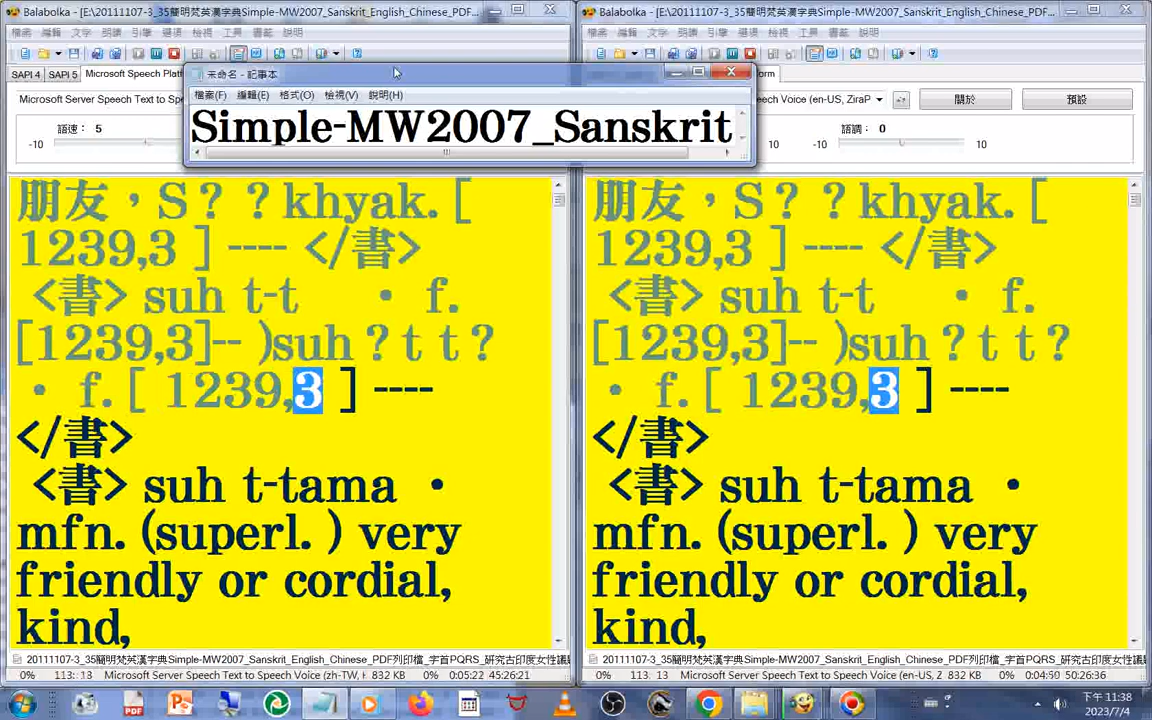 Balabolka - [E:\20111107-3_35簡明梵英漢字典Simple-MW2007_Sanskrit_English_Chinese_PDF...
檔案 編輯 文字 朗讀 引擎 選項 檢視 工具 書籤 說明
SAPI 4 SAPI 5 Microsoft Speech Platf
Microsoft Server Speech Text to Spe
語速： 5
-10
朋友，S？？khyak. [
1239,3 ] ---- </書>
<書> suh t-t • f.
[1239,3]-- )suh？t t？
• f. [ 1239,3 ] ----
</書>
<書> suh t-tama •
mfn. (superl. ) very
friendly or cordial,
kind,
20111107-3_35簡明梵英漢字典Simple-MW2007_Sanskrit_English_Chinese_PDF列印檔_字首PQRS_研究古印度女性議
0% 113: 13 Microsoft Server Speech Text to Speech Voice (zh-TW, H 832 KB 0% 0:05:22 45:26:21
未命名 - 記事本
檔案(F) 編輯(E) 格式(O) 檢視(V) 說明(H)
Simple-MW2007_Sanskrit
Balabolka - [E:\20111107-3_35簡明梵英漢字典Simple-MW2007_Sanskrit_English_Chinese_PDF...
檔案 編輯 文字 朗讀 引擎 選項 檢視 工具 書籤 說明
orm
eech Voice (en-US, ZiraP 關於 預設
語調： 0
10 -10 10
朋友，S？？khyak. [
1239,3 ] ---- </書>
<書> suh t-t • f.
[1239,3]-- )suh？t t？
• f. [ 1239,3 ] ----
</書>
<書> suh t-tama •
mfn. (superl. ) very
friendly or cordial,
kind,
20111107-3_35簡明梵英漢字典Simple-MW2007_Sanskrit_English_Chinese_PDF列印檔_字首PQRS_研究古印度女性議
0% 113: 13 Microsoft Server Speech Text to Speech Voice (en-US, Z 832 KB 0% 0:04:50 50:26:36
下午 11:38
2023/7/4